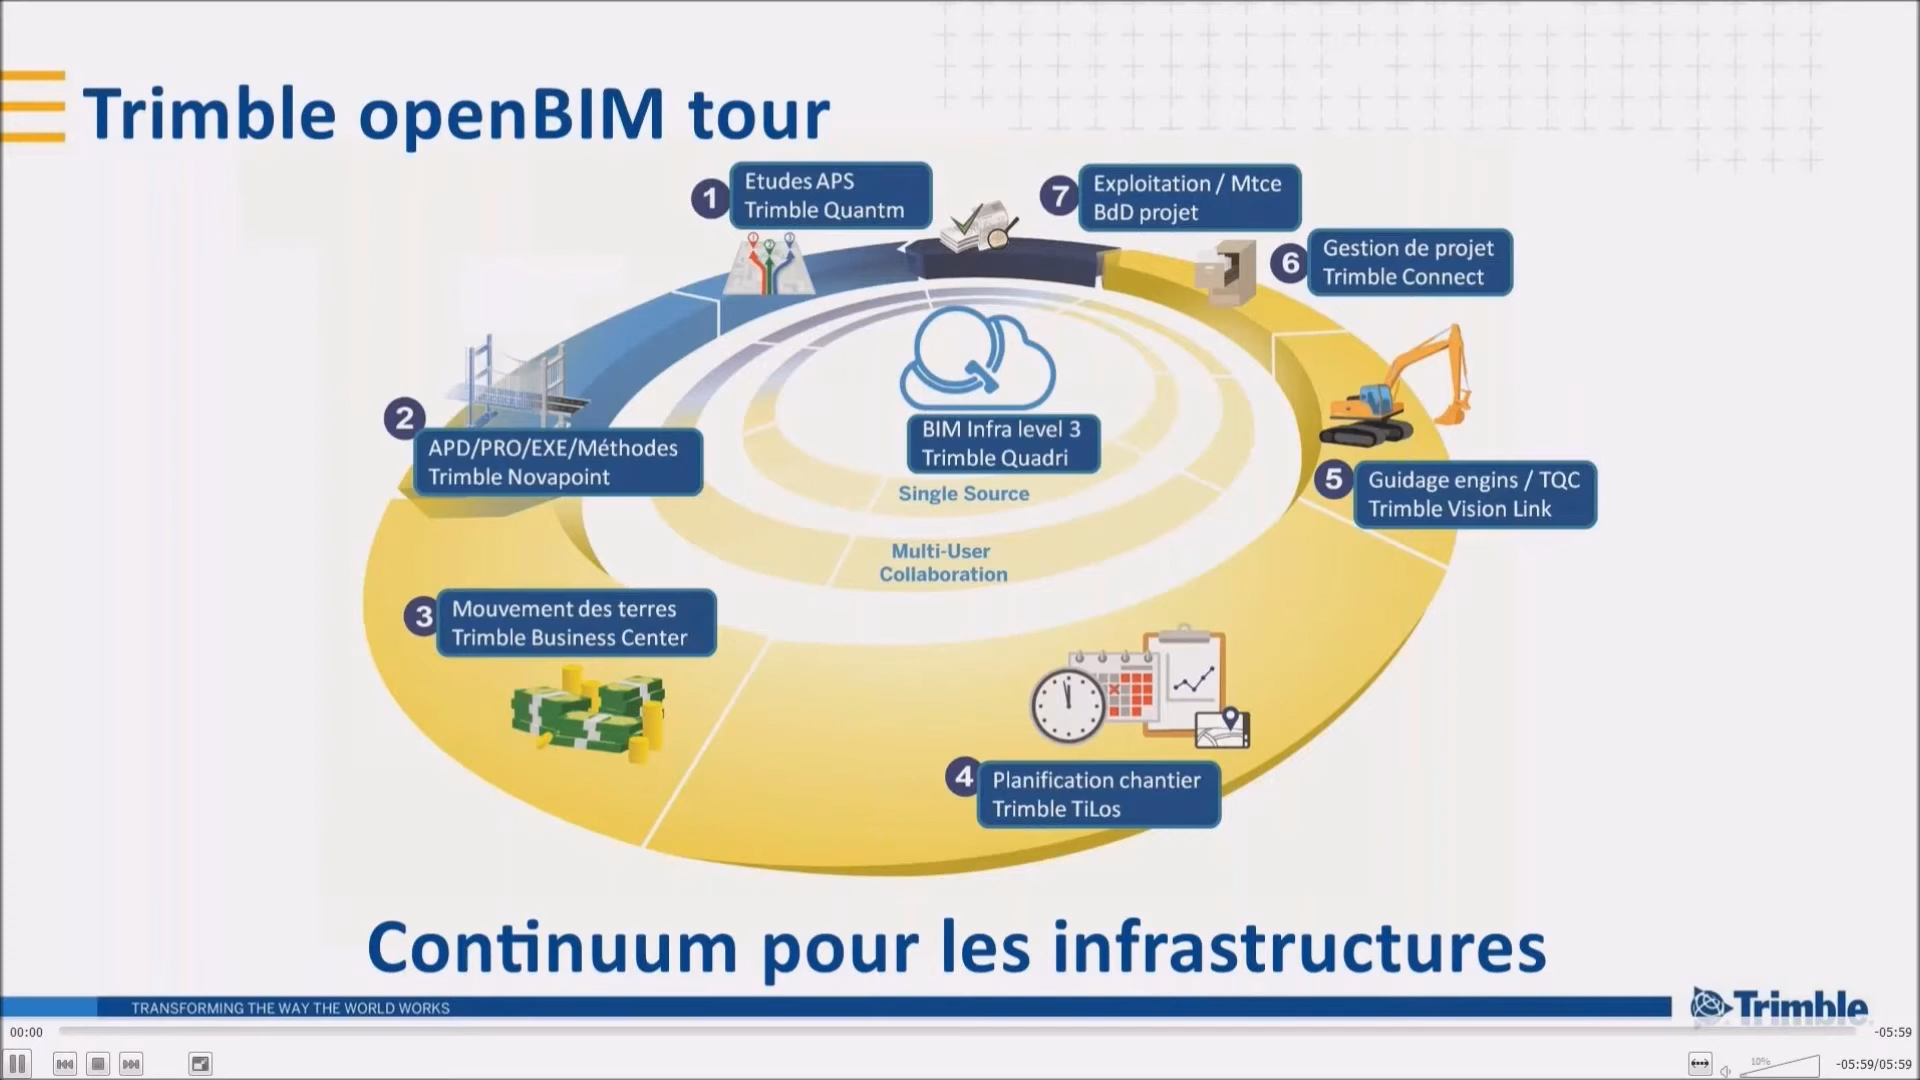 Trimble openBIM tour
1
Etudes APS
Trimble Quantm
7
Exploitation / Mtce
BdD projet
6
Gestion de projet
Trimble Connect
2
APD/PRO/EXE/Méthodes
Trimble Novapoint
BIM Infra level 3
Trimble Quadri
Single Source
5
Guidage engins / TQC
Trimble Vision Link
Multi-User
Collaboration
3
Mouvement des terres
Trimble Business Center
4
Planification chantier
Trimble TiLos
Continuum pour les infrastructures
TRANSFORMING THE WAY THE WORLD WORKS
Trimble
00:00
-05:59
10%
-05:59/05:59